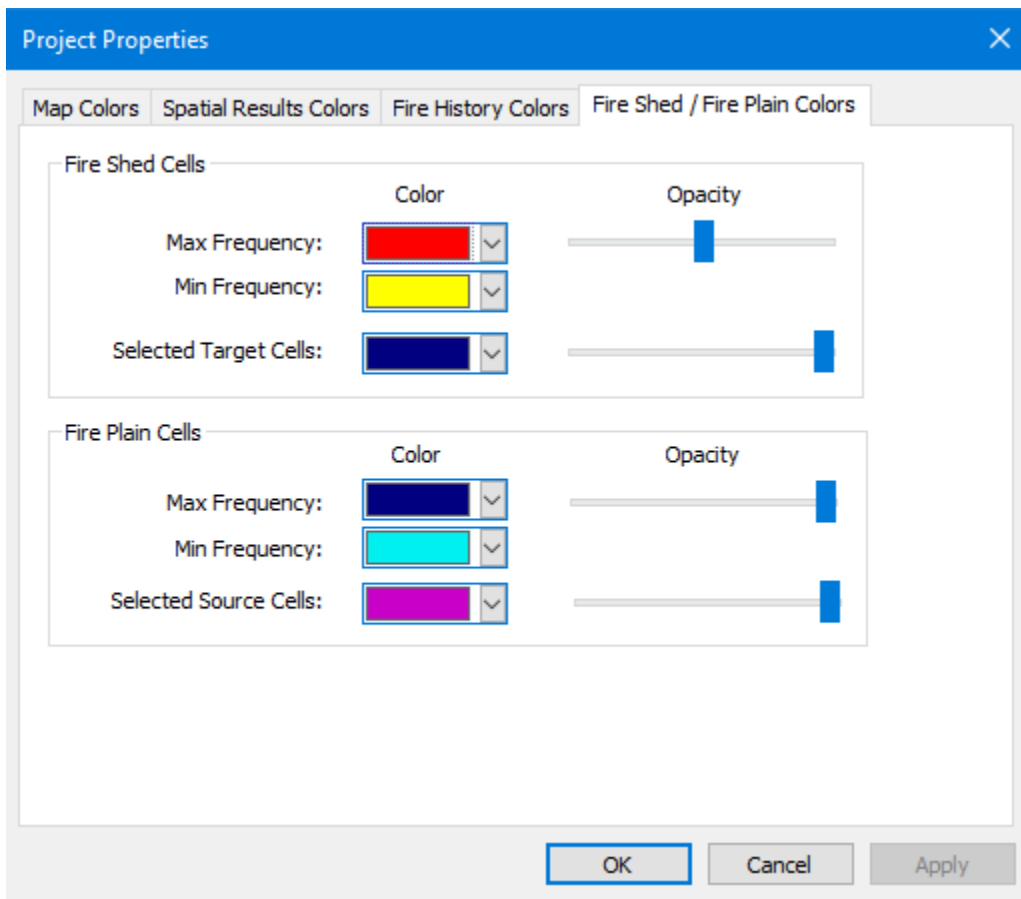 Project Properties
Map Colors Spatial Results Colors Fire History Colors Fire Shed / Fire Plain Colors
Fire Shed Cells
Color Opacity
Max Frequency:
Min Frequency:
Selected Target Cells:
Fire Plain Cells
Color Opacity
Max Frequency:
Min Frequency:
Selected Source Cells:
OK Cancel Apply